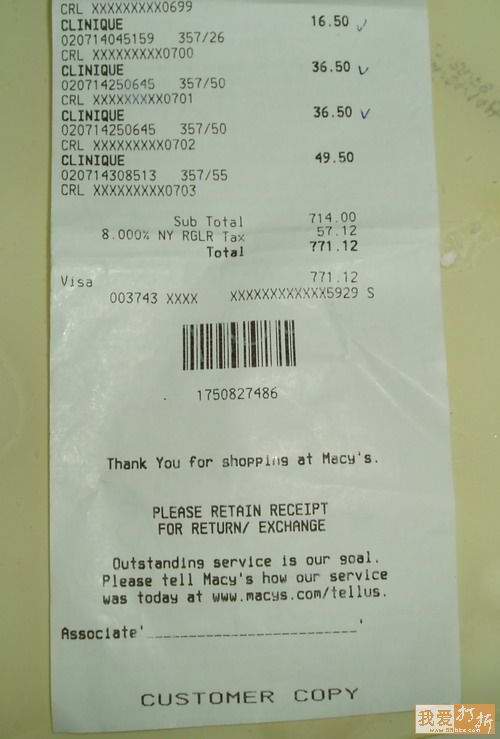 CRL XXXXXXXXX0699
CLINIQUE 16.50
020714045159 357/26
CRL XXXXXXXXX0700
CLINIQUE 36.50
020714250645 357/50
CRL XXXXXXXXX0701
CLINIQUE 36.50
020714250645 357/50
CRL XXXXXXXXX0702
CLINIQUE 49.50
020714308513 357/55
CRL XXXXXXXXX0703
Sub Total 714.00
8.000% NY RGLR Tax 57.12
Total 771.12
Visa 771.12
003743 XXXX XXXXXXXXXXXX5929 S
1750827486
Thank You for shopping at Macy's.
PLEASE RETAIN RECEIPT
FOR RETURN/ EXCHANGE
Outstanding service is our goal.
Please tell Macy's how our service
was today at www.macys.com/tellus.
Associate
CUSTOMER COPY
我爱打折